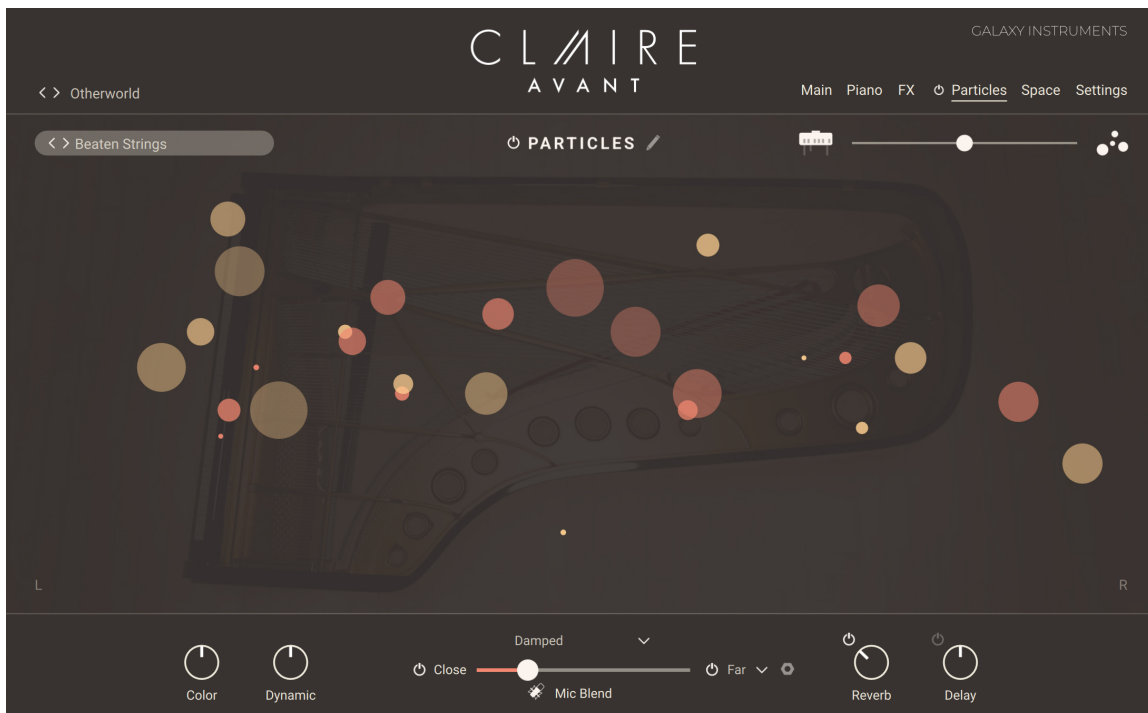 CLAIRE
AVANT
GALAXY INSTRUMENTS
Otherworld
Main Piano FX Particles Space Settings
Beaten Strings
PARTICLES
L
R
Damped
Close
Far
Mic Blend
Color
Dynamic
Reverb
Delay